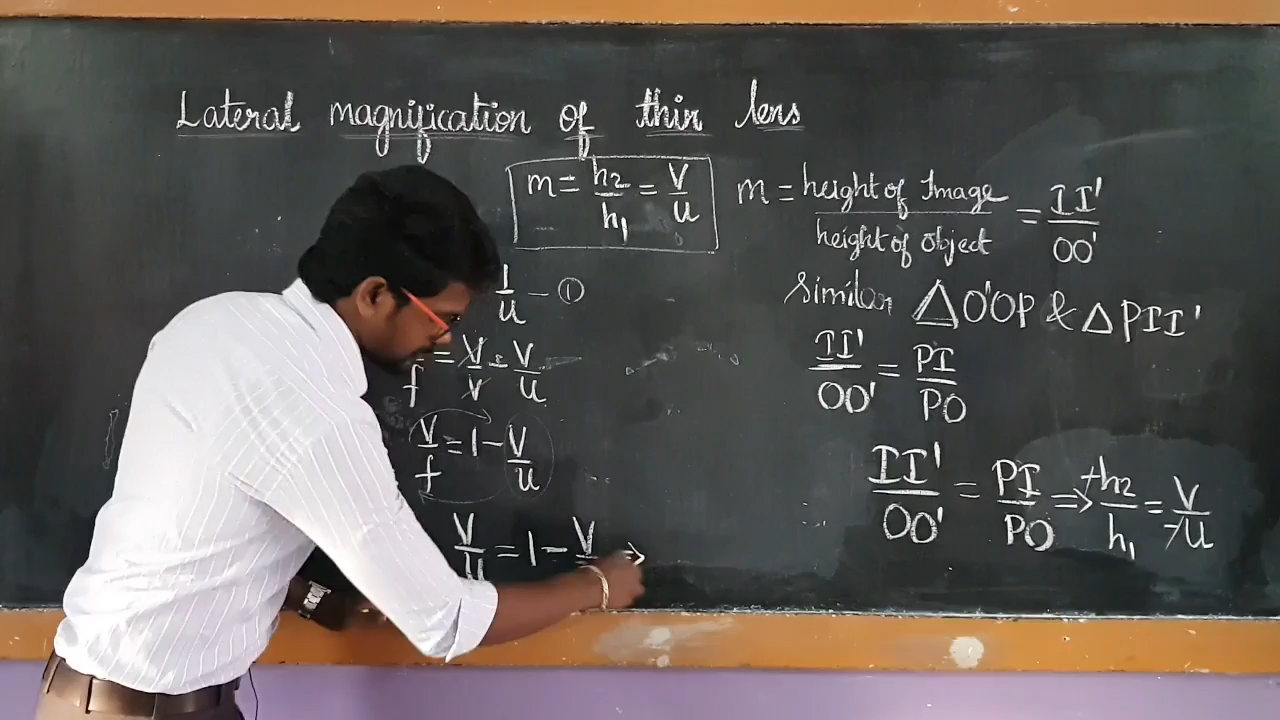 Lateral magnification of thin lens
m = h2/h1 = V/u
m = height of Image/height of object = II'/OO'
1/u - ①
Similar △O'OP & △PII'
= V/V - V/u
II'/OO' = PI/PO
V/f = 1 - V/u
II'/OO' = PI/PO ⇒ +h2/h1 = V/-u
V/u = 1 - V/